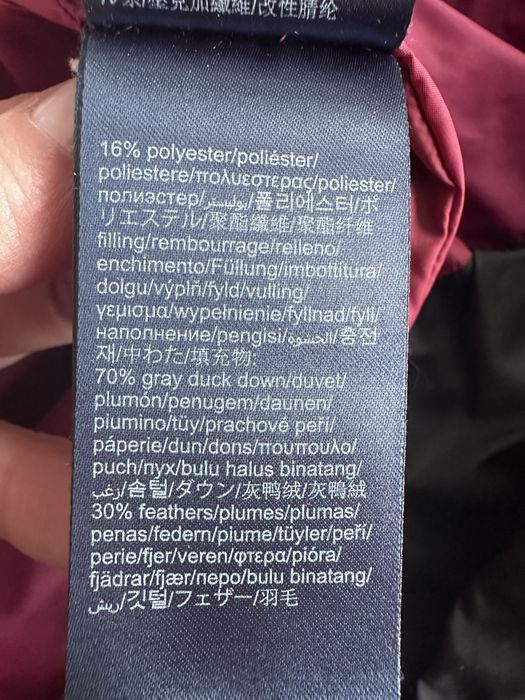 16% polyester/poliéster/
poliestere/πολυεστερας/poliester/
полиэстер/بوليستر/폴리에스터/ポ
リエステル/聚酯纖維/聚酯纤维
filling/rembourrage/relleno/
enchimento/Füllung/imbottitura/
dolgu/výplň/fyld/vulling/
γεμισμα/wypełnienie/fyllnad/fyll/
наполнение/pengisi/الحشوة/충전
재/中わた/填充物:
70% gray duck down/duvet/
plumón/penugem/daunen/
piumino/tüy/prachové peří/
páperie/dun/dons/πουπουλο/
puch/пух/bulu halus binatang/
زغب/솜털/ダウン/灰鸭绒/灰鴨絨
30% feathers/plumes/plumas/
penas/federn/piume/tüyler/peří/
perie/fjer/veren/φτερα/pióra/
fjädrar/fjær/перо/bulu binatang/
ريش/깃털/フェザー/羽毛